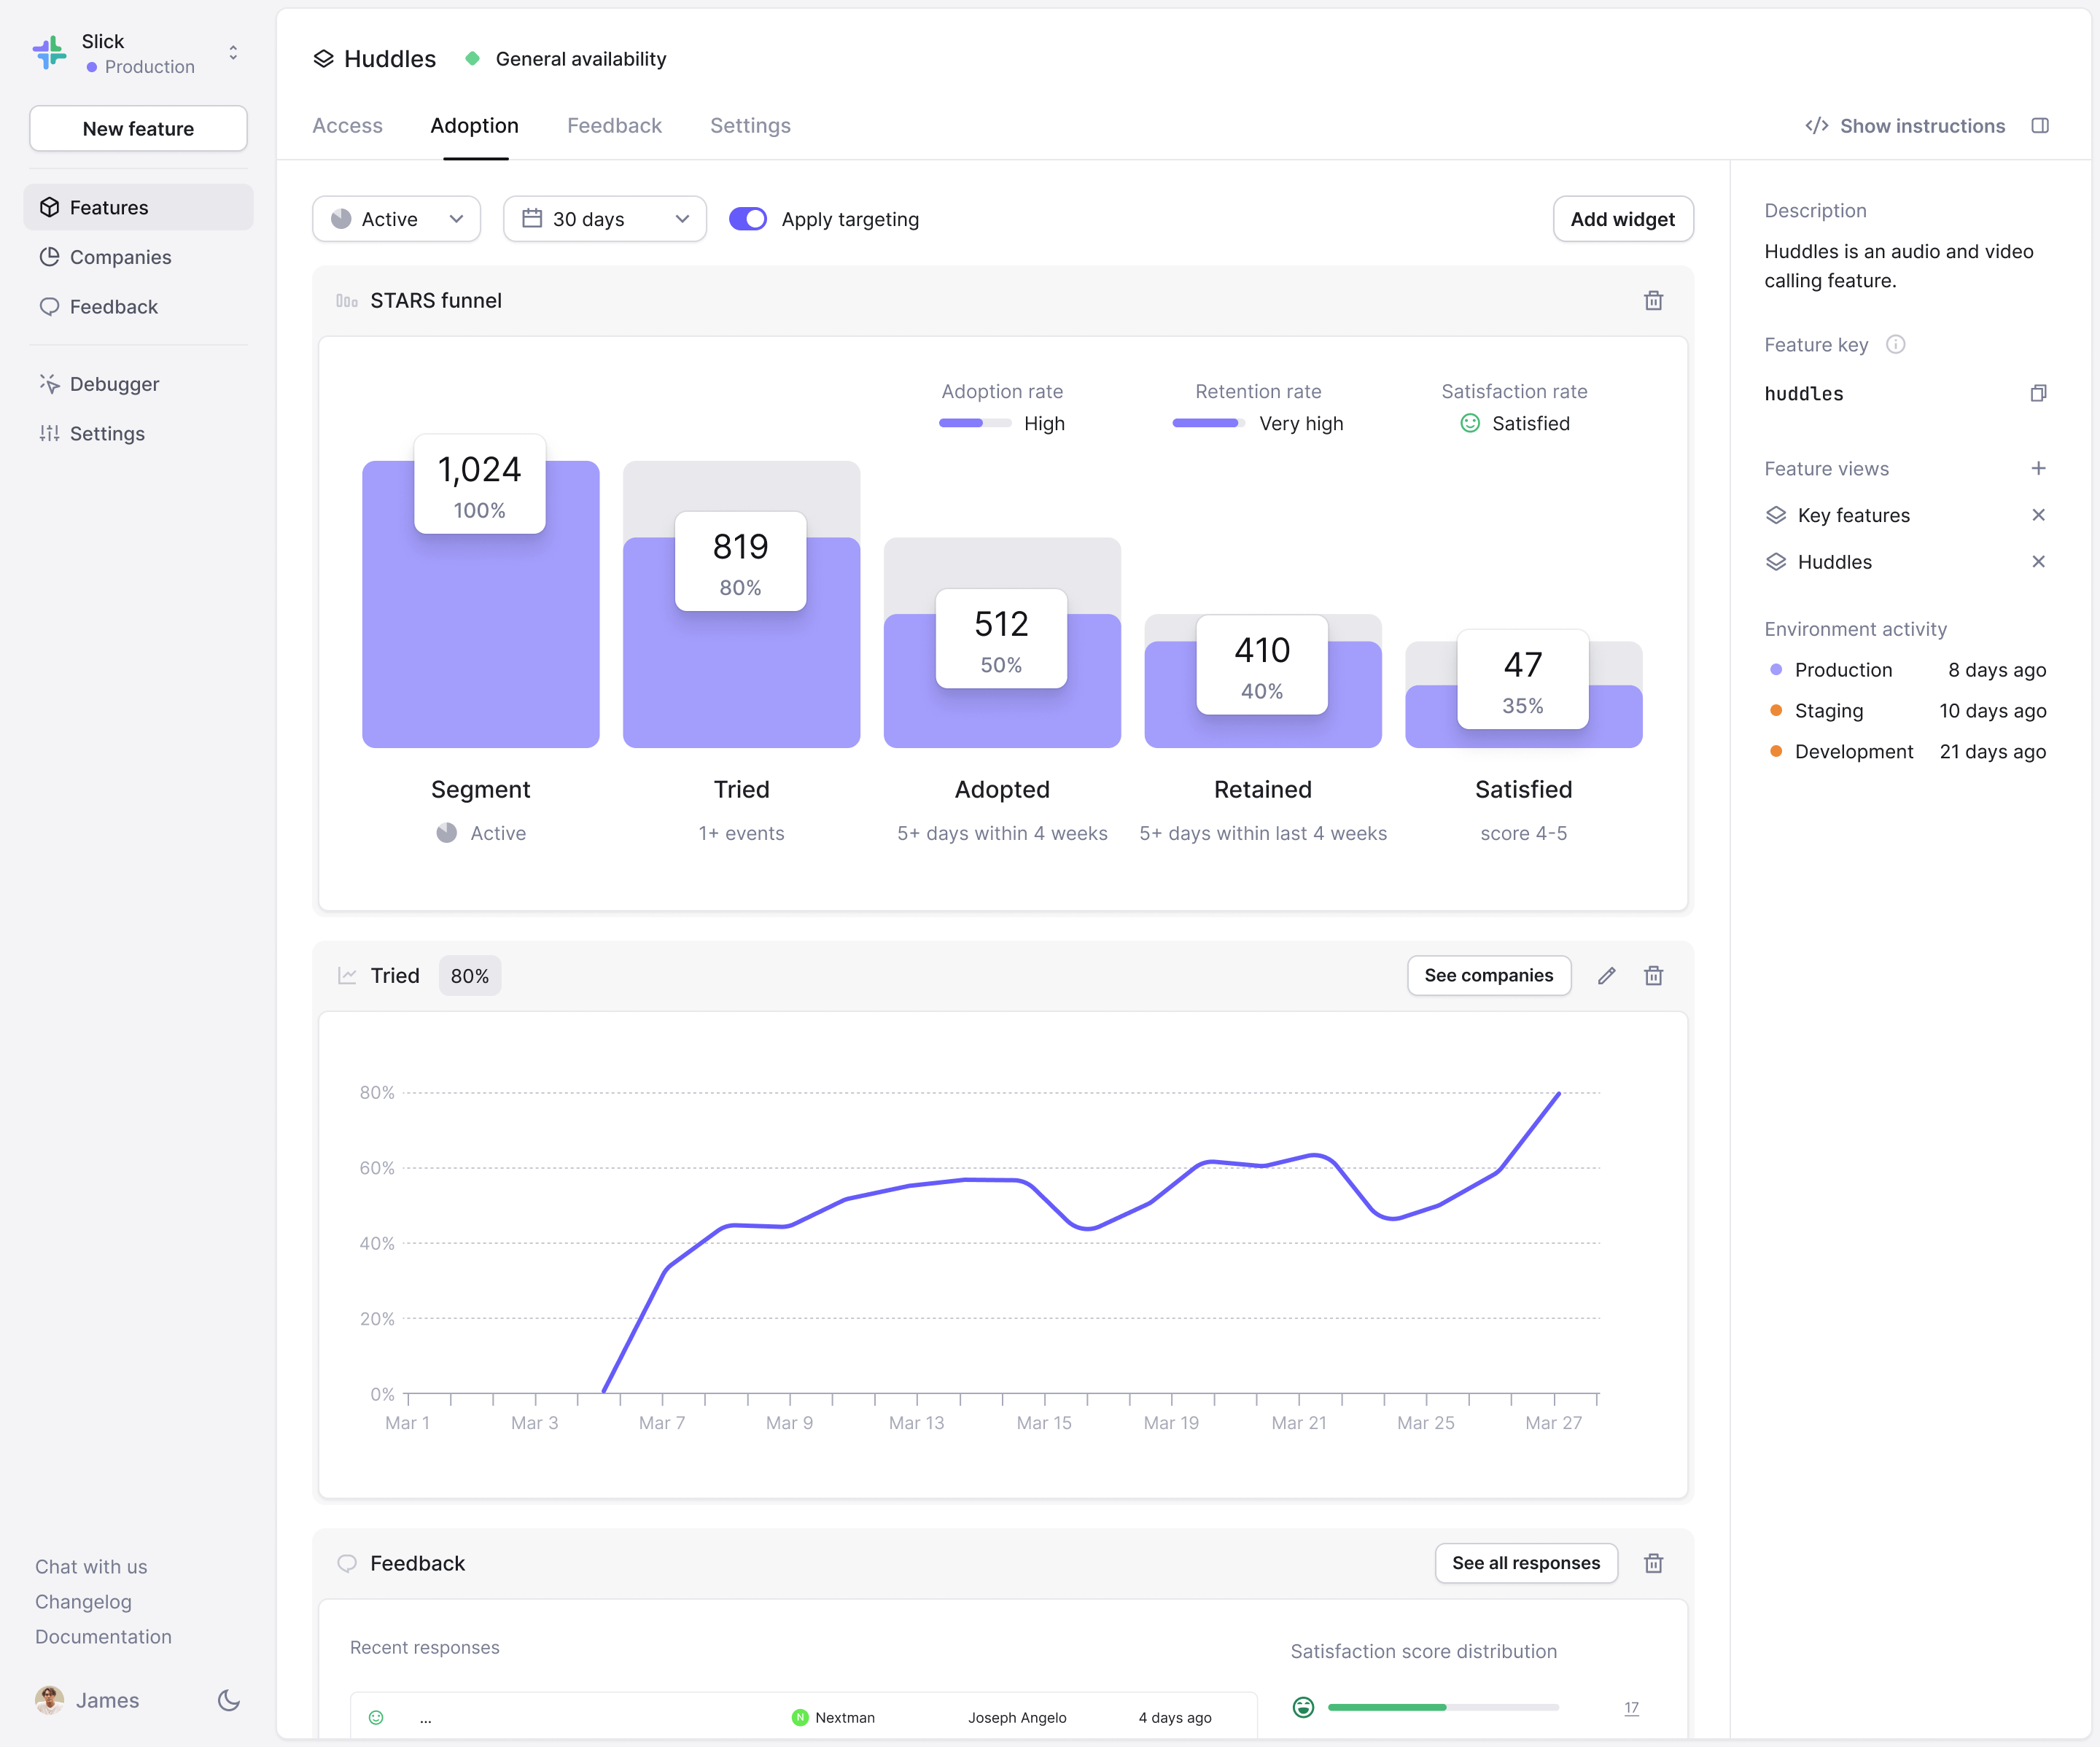 Slick
Production
New feature
Features
Companies
Feedback
Debugger
Settings
Chat with us
Changelog
Documentation
James
Huddles
General availability
Access
Adoption
Feedback
Settings
Show instructions
Active
30 days
Apply targeting
Add widget
STARS funnel
Adoption rate
High
Retention rate
Very high
Satisfaction rate
Satisfied
1,024
100%
819
80%
512
50%
410
40%
47
35%
Segment
Active
Tried
1+ events
Adopted
5+ days within 4 weeks
Retained
5+ days within last 4 weeks
Satisfied
score 4-5
Tried
80%
See companies
80%
60%
40%
20%
0%
Mar 1
Mar 3
Mar 7
Mar 9
Mar 13
Mar 15
Mar 19
Mar 21
Mar 25
Mar 27
Feedback
See all responses
Recent responses
...
N
Nextman
Joseph Angelo
4 days ago
Satisfaction score distribution
17
Description
Huddles is an audio and video
calling feature.
Feature key
huddles
Feature views
Key features
Huddles
Environment activity
Production
8 days ago
Staging
10 days ago
Development
21 days ago